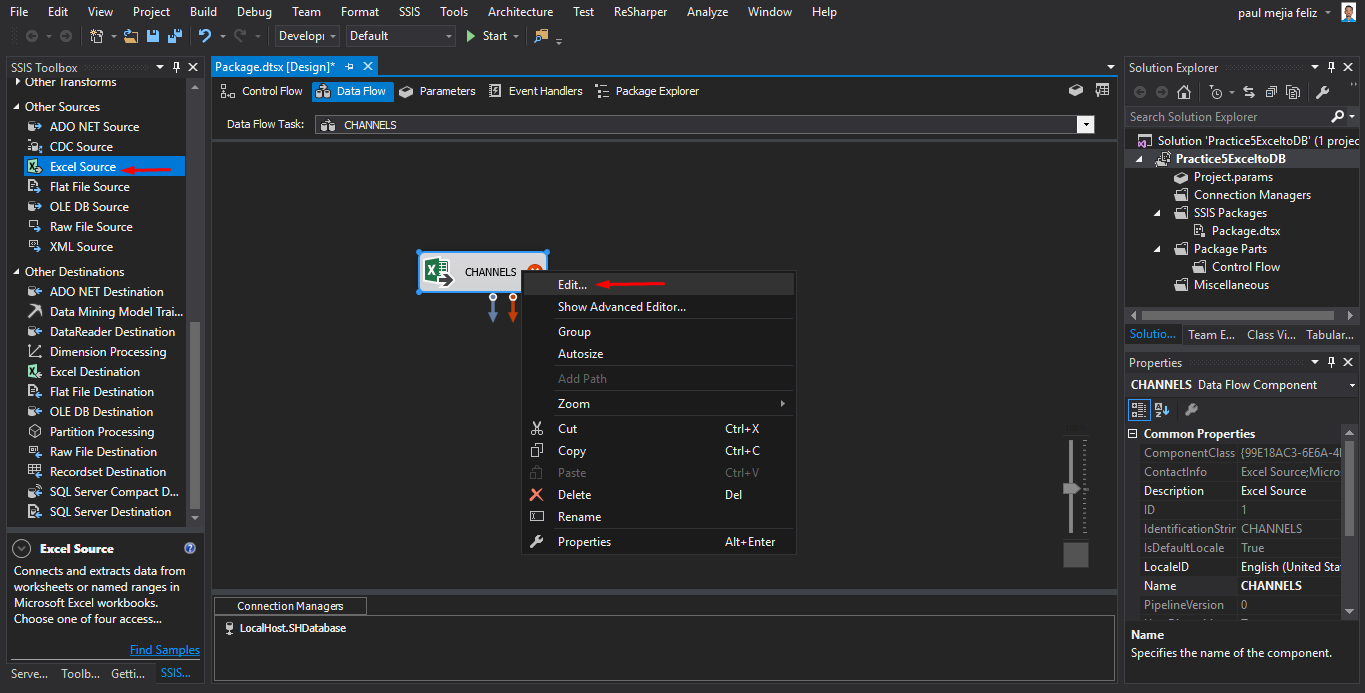 File Edit View Project Build Debug Team Format SSIS Tools Architecture Test ReSharper Analyze Window Help
paul mejia feliz
Developi Default Start
SSIS Toolbox
Other Transforms
Other Sources
ADO NET Source
CDC Source
Excel Source
Flat File Source
OLE DB Source
Raw File Source
XML Source
Other Destinations
ADO NET Destination
Data Mining Model Trai...
DataReader Destination
Dimension Processing
Excel Destination
Flat File Destination
OLE DB Destination
Partition Processing
Raw File Destination
Recordset Destination
SQL Server Compact D...
SQL Server Destination
Excel Source
Connects and extracts data from
worksheets or named ranges in
Microsoft Excel workbooks.
Choose one of four access...
Find Samples
Serve... Toolb... Getti... SSIS...
Package.dtsx [Design]*
Control Flow Data Flow Parameters Event Handlers Package Explorer
Data Flow Task: CHANNELS
CHANNELS
Edit...
Show Advanced Editor...
Group
Autosize
Add Path
Zoom
Cut Ctrl+X
Copy Ctrl+C
Paste Ctrl+V
Delete Del
Rename
Properties Alt+Enter
Connection Managers
LocalHost.SHDatabase
Solution Explorer
Search Solution Explorer
Solution 'Practice5ExceltoDB' (1 projec
Practice5ExceltoDB
Project.params
Connection Managers
SSIS Packages
Package.dtsx
Package Parts
Control Flow
Miscellaneous
Solutio... Team E... Class Vi... Tabular...
Properties
CHANNELS Data Flow Component
Common Properties
ComponentClass {99E18AC3-6E6A-4
ContactInfo Excel Source;Micro
Description Excel Source
ID 1
IdentificationStrin CHANNELS
IsDefaultLocale True
LocaleID English (United Sta
Name CHANNELS
PipelineVersion 0
Name
Specifies the name of the component.